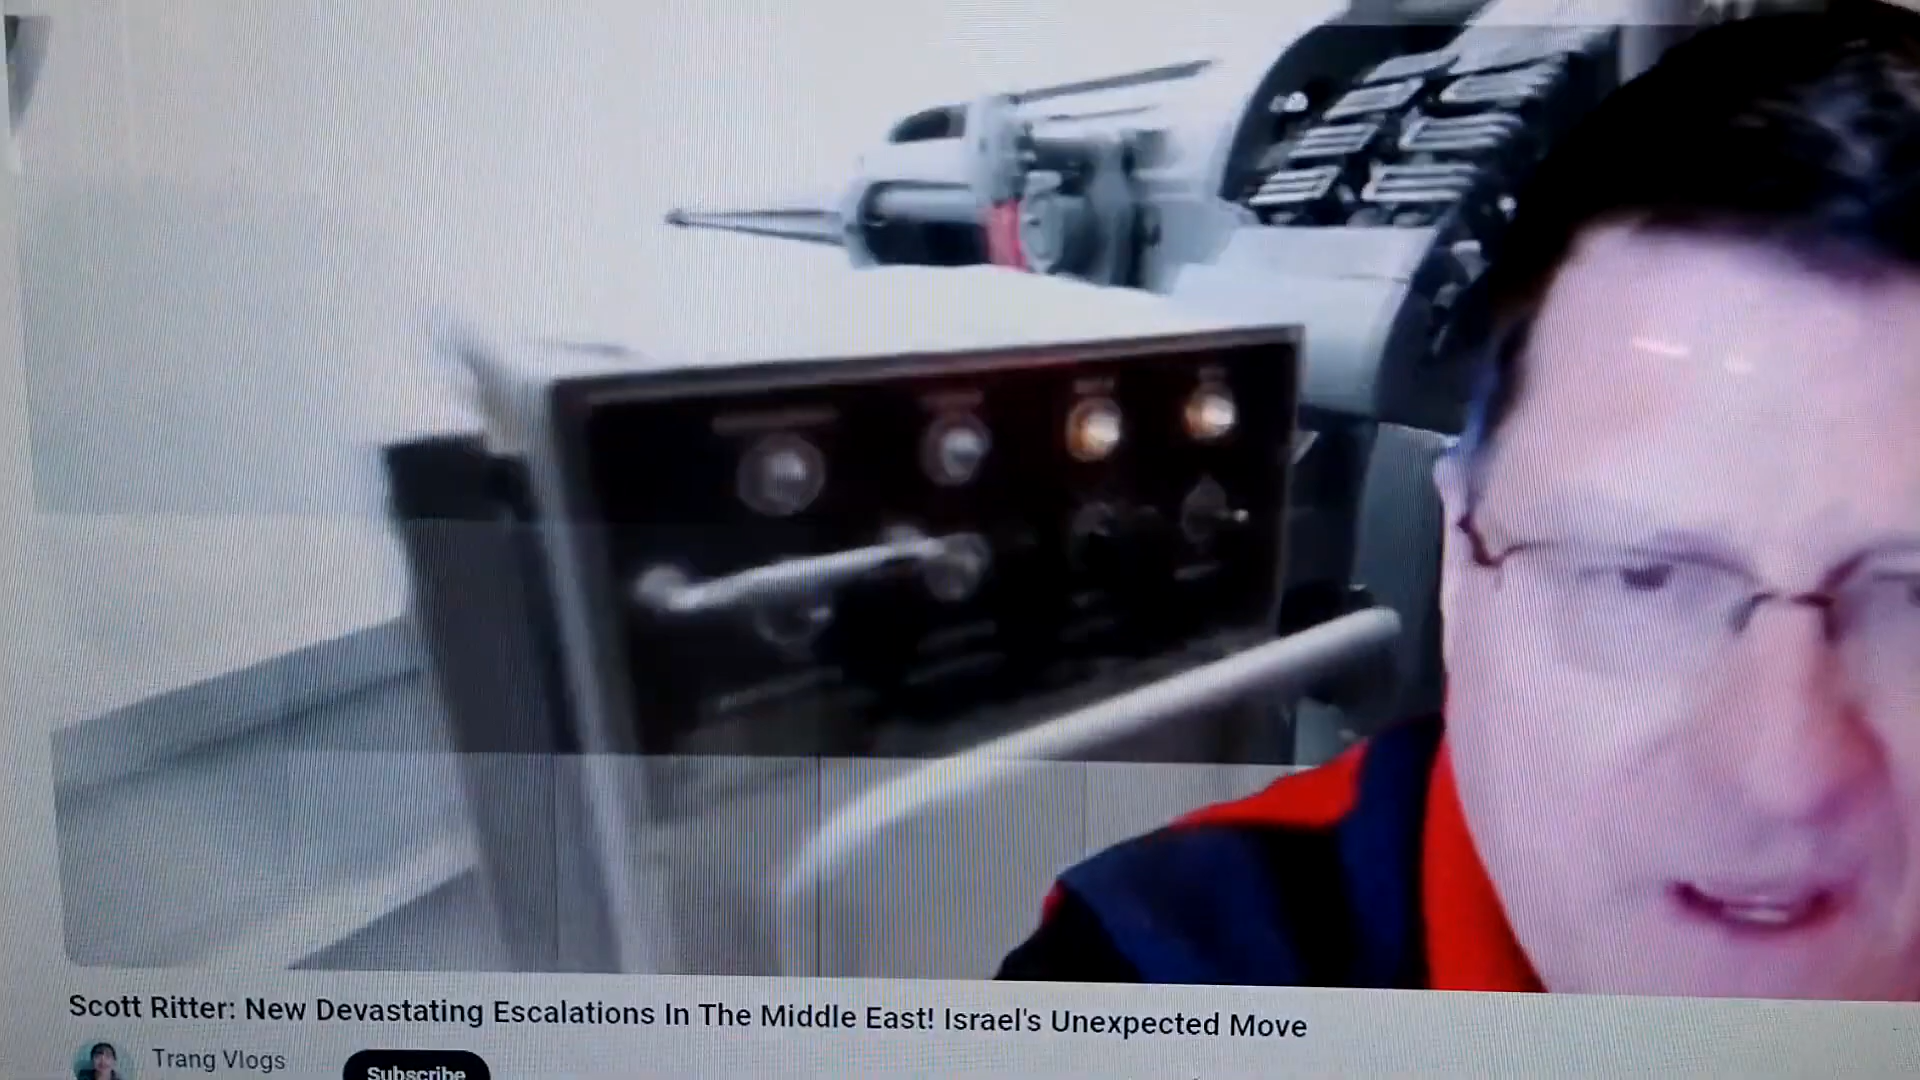 Scott Ritter: New Devastating Escalations In The Middle East! Israel's Unexpected Move
Trang Vlogs
Subscribe